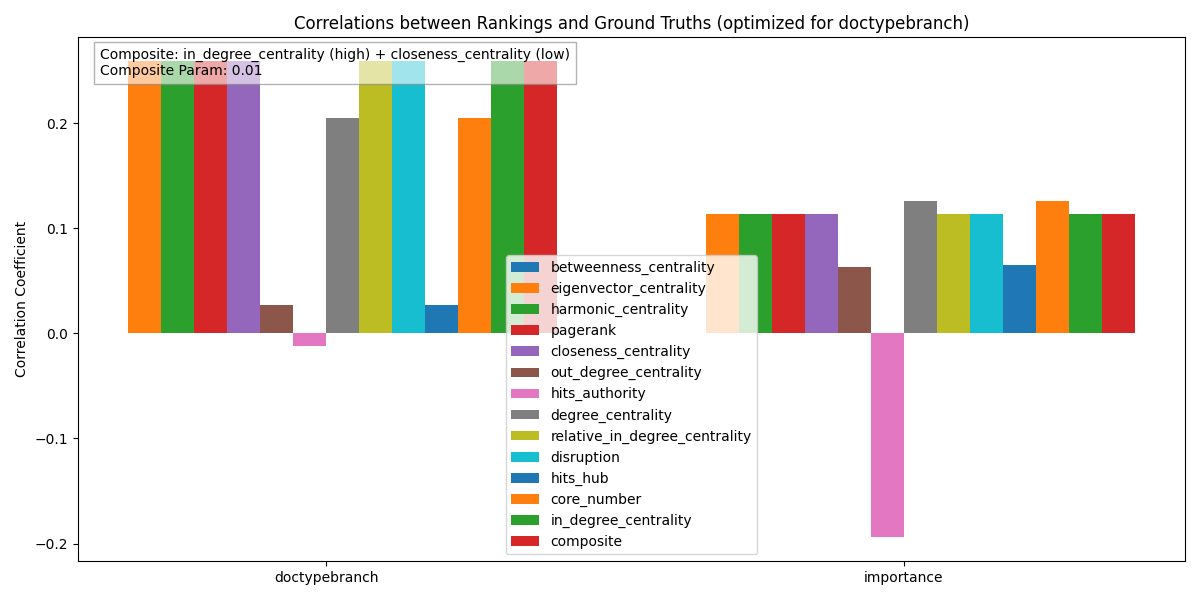 Correlations between Rankings and Ground Truths (optimized for doctypebranch)
Composite: in_degree_centrality (high) + closeness_centrality (low)
Composite Param: 0.01
Correlation Coefficient
0.2
0.1
0.0
−0.1
−0.2
betweenness_centrality
eigenvector_centrality
harmonic_centrality
pagerank
closeness_centrality
out_degree_centrality
hits_authority
degree_centrality
relative_in_degree_centrality
disruption
hits_hub
core_number
in_degree_centrality
composite
doctypebranch
importance